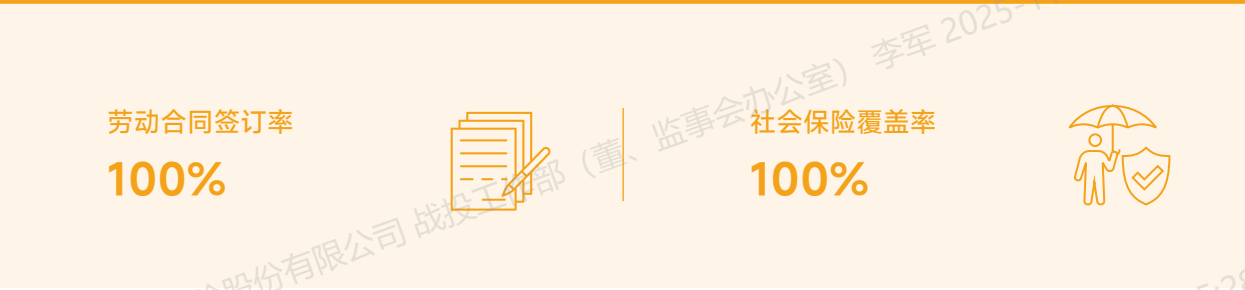 劳动合同签订率
100%
社会保险覆盖率
100%
股份有限公司 战投工作部（董、监事会办公室） 李军 2025-